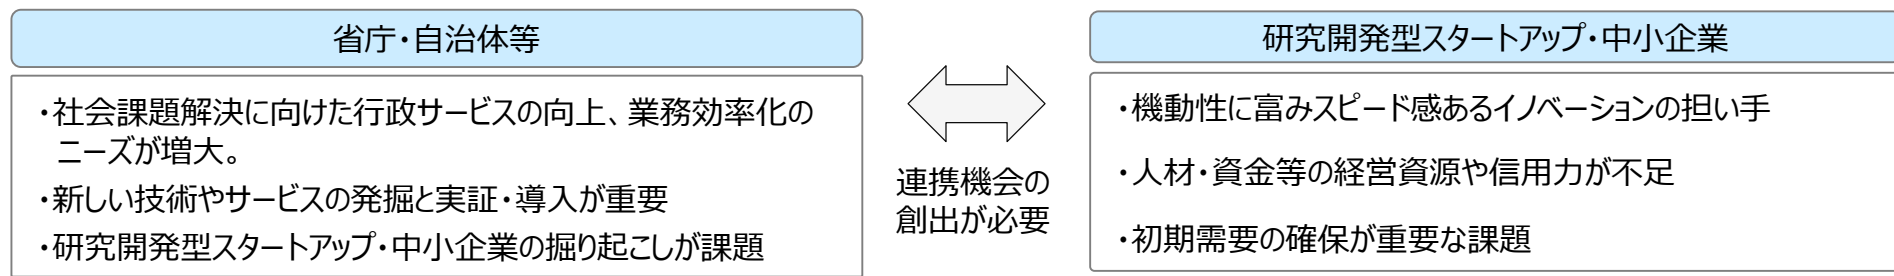 省庁・自治体等
・社会課題解決に向けた行政サービスの向上、業務効率化の
ニーズが増大。
・新しい技術やサービスの発掘と実証・導入が重要
・研究開発型スタートアップ・中小企業の掘り起こしが課題
連携機会の
創出が必要
研究開発型スタートアップ・中小企業
・機動性に富みスピード感あるイノベーションの担い手
・人材・資金等の経営資源や信用力が不足
・初期需要の確保が重要な課題